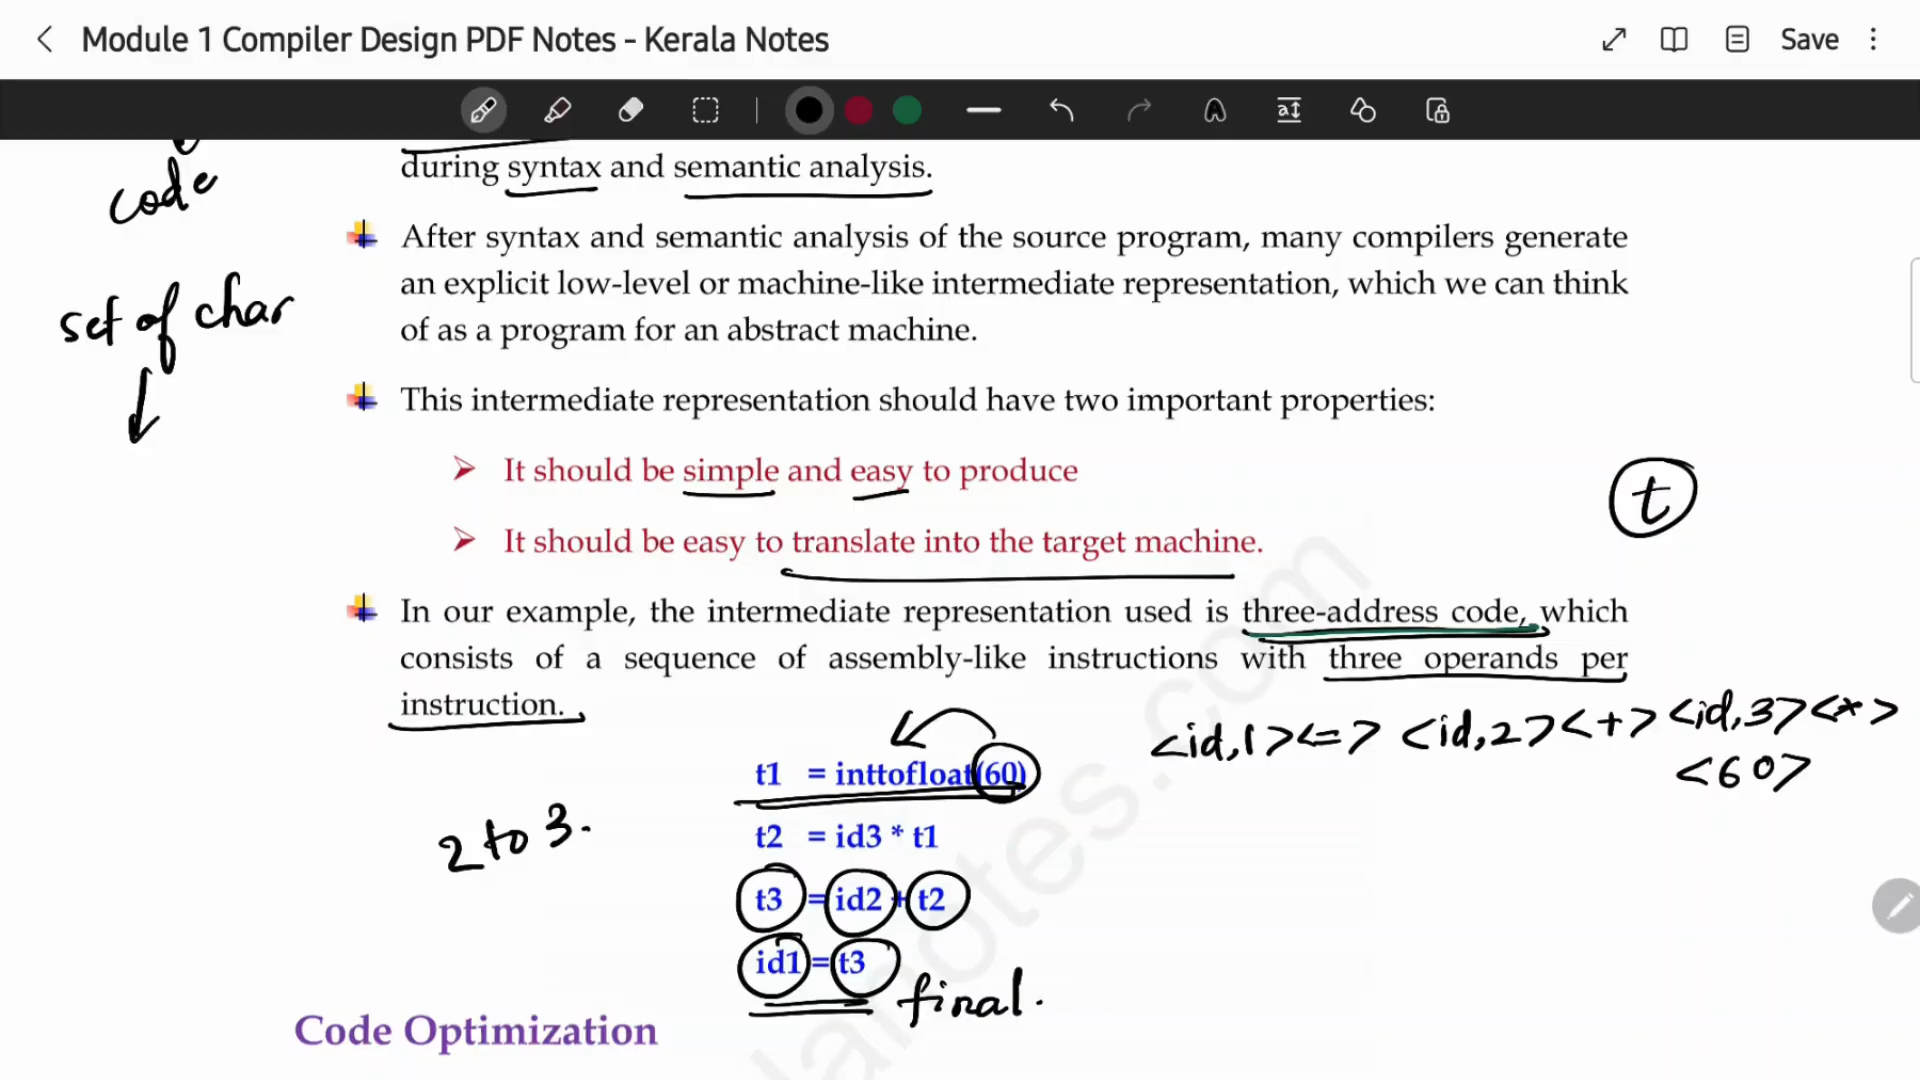 Module 1 Compiler Design PDF Notes - Kerala Notes
Save
code
during syntax and semantic analysis.
After syntax and semantic analysis of the source program, many compilers generate
an explicit low-level or machine-like intermediate representation, which we can think
of as a program for an abstract machine.
set of char
This intermediate representation should have two important properties:
It should be simple and easy to produce
t
It should be easy to translate into the target machine.
In our example, the intermediate representation used is three-address code, which
consists of a sequence of assembly-like instructions with three operands per
instruction.
<id,1><=> <id,2><+><id,3><*>
<60>
t1 = inttofloat(60)
2 to 3.
t2 = id3 * t1
t3 = id2 + t2
id1 = t3
final.
Code Optimization